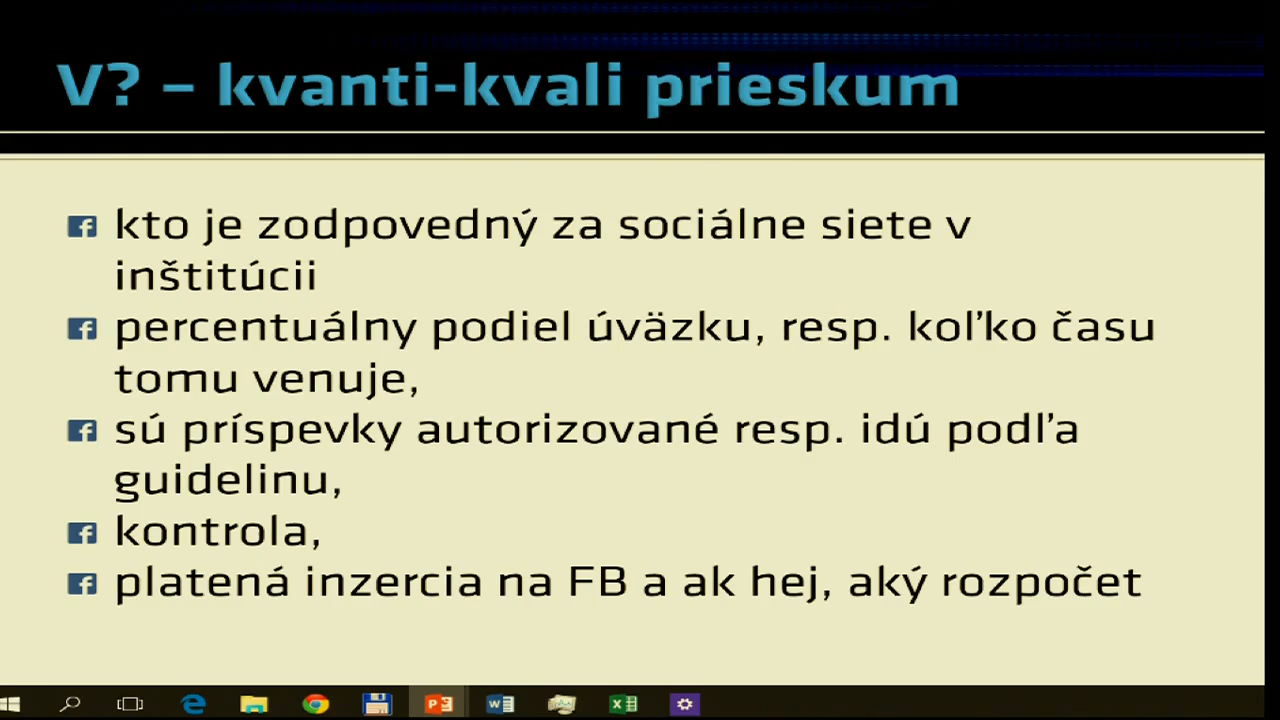 V? – kvanti-kvali prieskum
kto je zodpovedný za sociálne siete v
inštitúcii
percentuálny podiel úväzku, resp. koľko času
tomu venuje,
sú príspevky autorizované resp. idú podľa
guidelinu,
kontrola,
platená inzercia na FB a ak hej, aký rozpočet